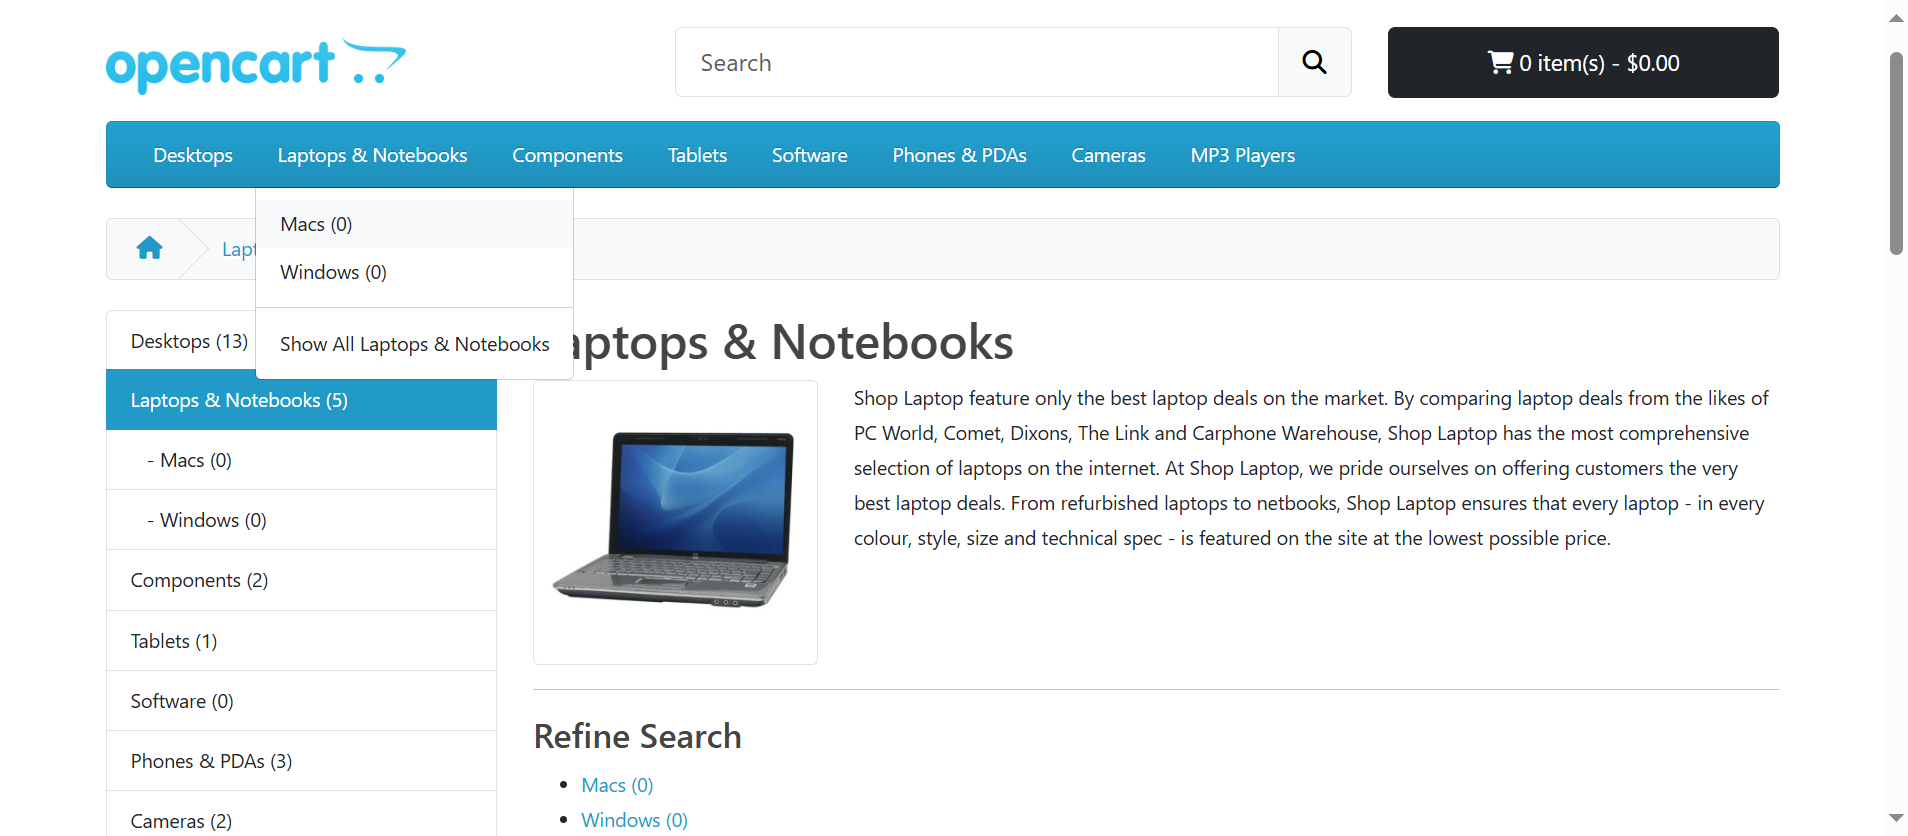 opencart
Search
0 item(s) - $0.00
Desktops
Laptops & Notebooks
Components
Tablets
Software
Phones & PDAs
Cameras
MP3 Players
Macs (0)
Windows (0)
Show All Laptops & Notebooks
Desktops (13)
Laptops & Notebooks (5)
- Macs (0)
- Windows (0)
Components (2)
Tablets (1)
Software (0)
Phones & PDAs (3)
Cameras (2)
aptops & Notebooks
Shop Laptop feature only the best laptop deals on the market. By comparing laptop deals from the likes of
PC World, Comet, Dixons, The Link and Carphone Warehouse, Shop Laptop has the most comprehensive
selection of laptops on the internet. At Shop Laptop, we pride ourselves on offering customers the very
best laptop deals. From refurbished laptops to netbooks, Shop Laptop ensures that every laptop - in every
colour, style, size and technical spec - is featured on the site at the lowest possible price.
Refine Search
Macs (0)
Windows (0)